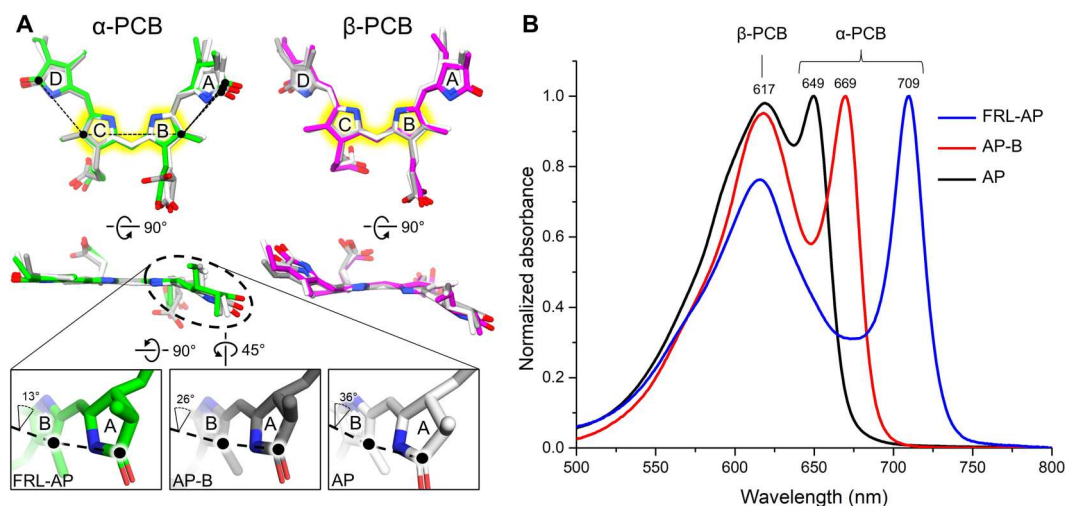 A
α-PCB
β-PCB
D
A
C
B
D
A
C
B
90°
90°
90°
45°
13°
B
A
FRL-AP
26°
B
A
AP-B
36°
B
A
AP
B
β-PCB
α-PCB
617
649
669
709
FRL-AP
AP-B
AP
Normalized absorbance
1.0
0.8
0.6
0.4
0.2
0.0
500
550
600
650
700
750
800
Wavelength (nm)